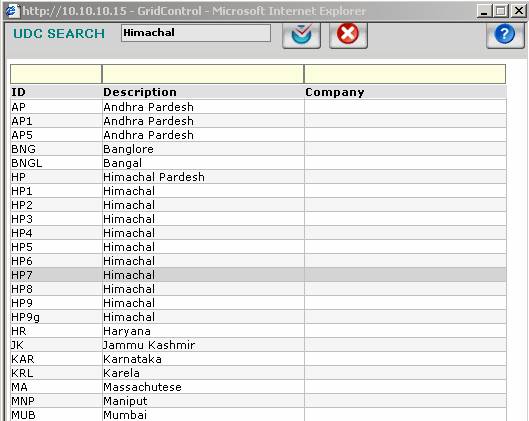 http://10.10.10.15 - GridControl - Microsoft Internet Explorer
UDC SEARCH Himachal
ID Description Company
AP Andhra Pardesh
AP1 Andhra Pardesh
AP5 Andhra Pardesh
BNG Banglore
BNGL Bangal
HP Himachal Pardesh
HP1 Himachal
HP2 Himachal
HP3 Himachal
HP4 Himachal
HP5 Himachal
HP6 Himachal
HP7 Himachal
HP8 Himachal
HP9 Himachal
HP9g Himachal
HR Haryana
JK Jammu Kashmir
KAR Karnataka
KRL Karela
MA Massachutese
MNP Maniput
MUB Mumbai